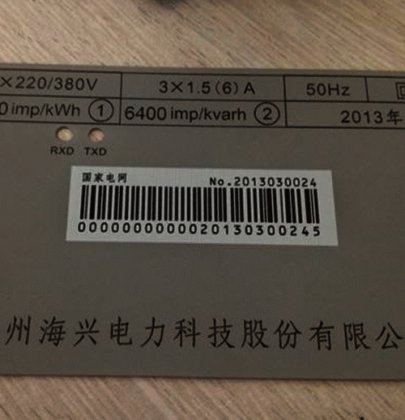 ×220/380V 3×1.5(6)A 50Hz
0 imp/kWh ① 6400 imp/kvarh ② 2013年
RXD TXD
国家电网 No.2013030024
0000000000020130300245
州海兴电力科技股份有限公